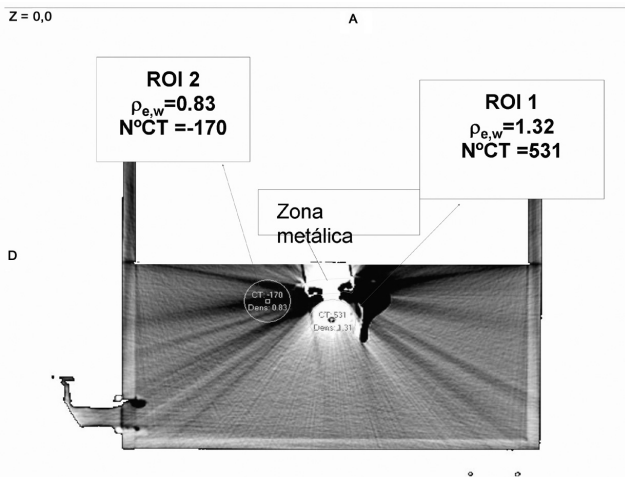 Z = 0,0
A
ROI 2
ρe,w=0.83
NºCT =-170
ROI 1
ρe,w=1.32
NºCT =531
Zona
metálica
D
CT: -170
Dens: 0.83
CT: 531
Dens: 1.31